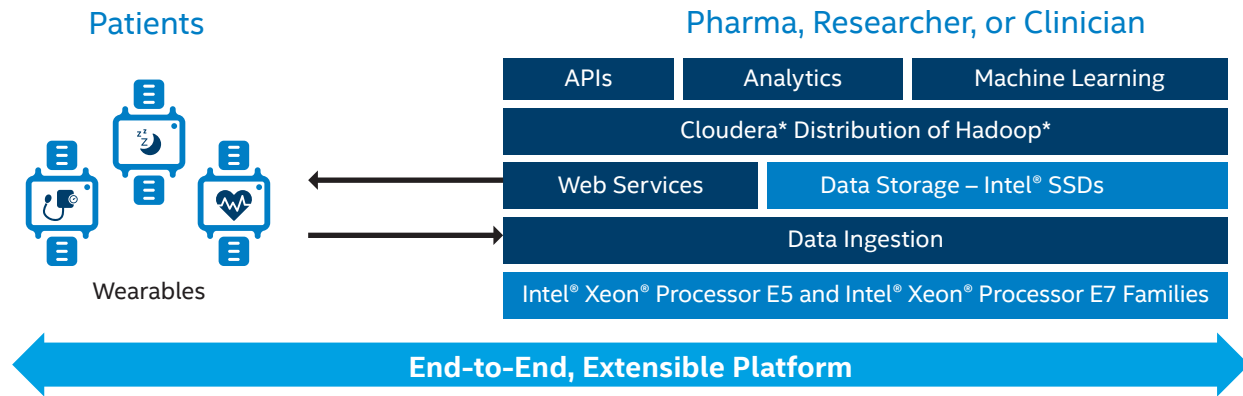 Patients
Pharma, Researcher, or Clinician
APIs
Analytics
Machine Learning
Cloudera* Distribution of Hadoop*
Web Services
Data Storage – Intel® SSDs
Data Ingestion
Intel® Xeon® Processor E5 and Intel® Xeon® Processor E7 Families
z z
Z
Wearables
End-to-End, Extensible Platform